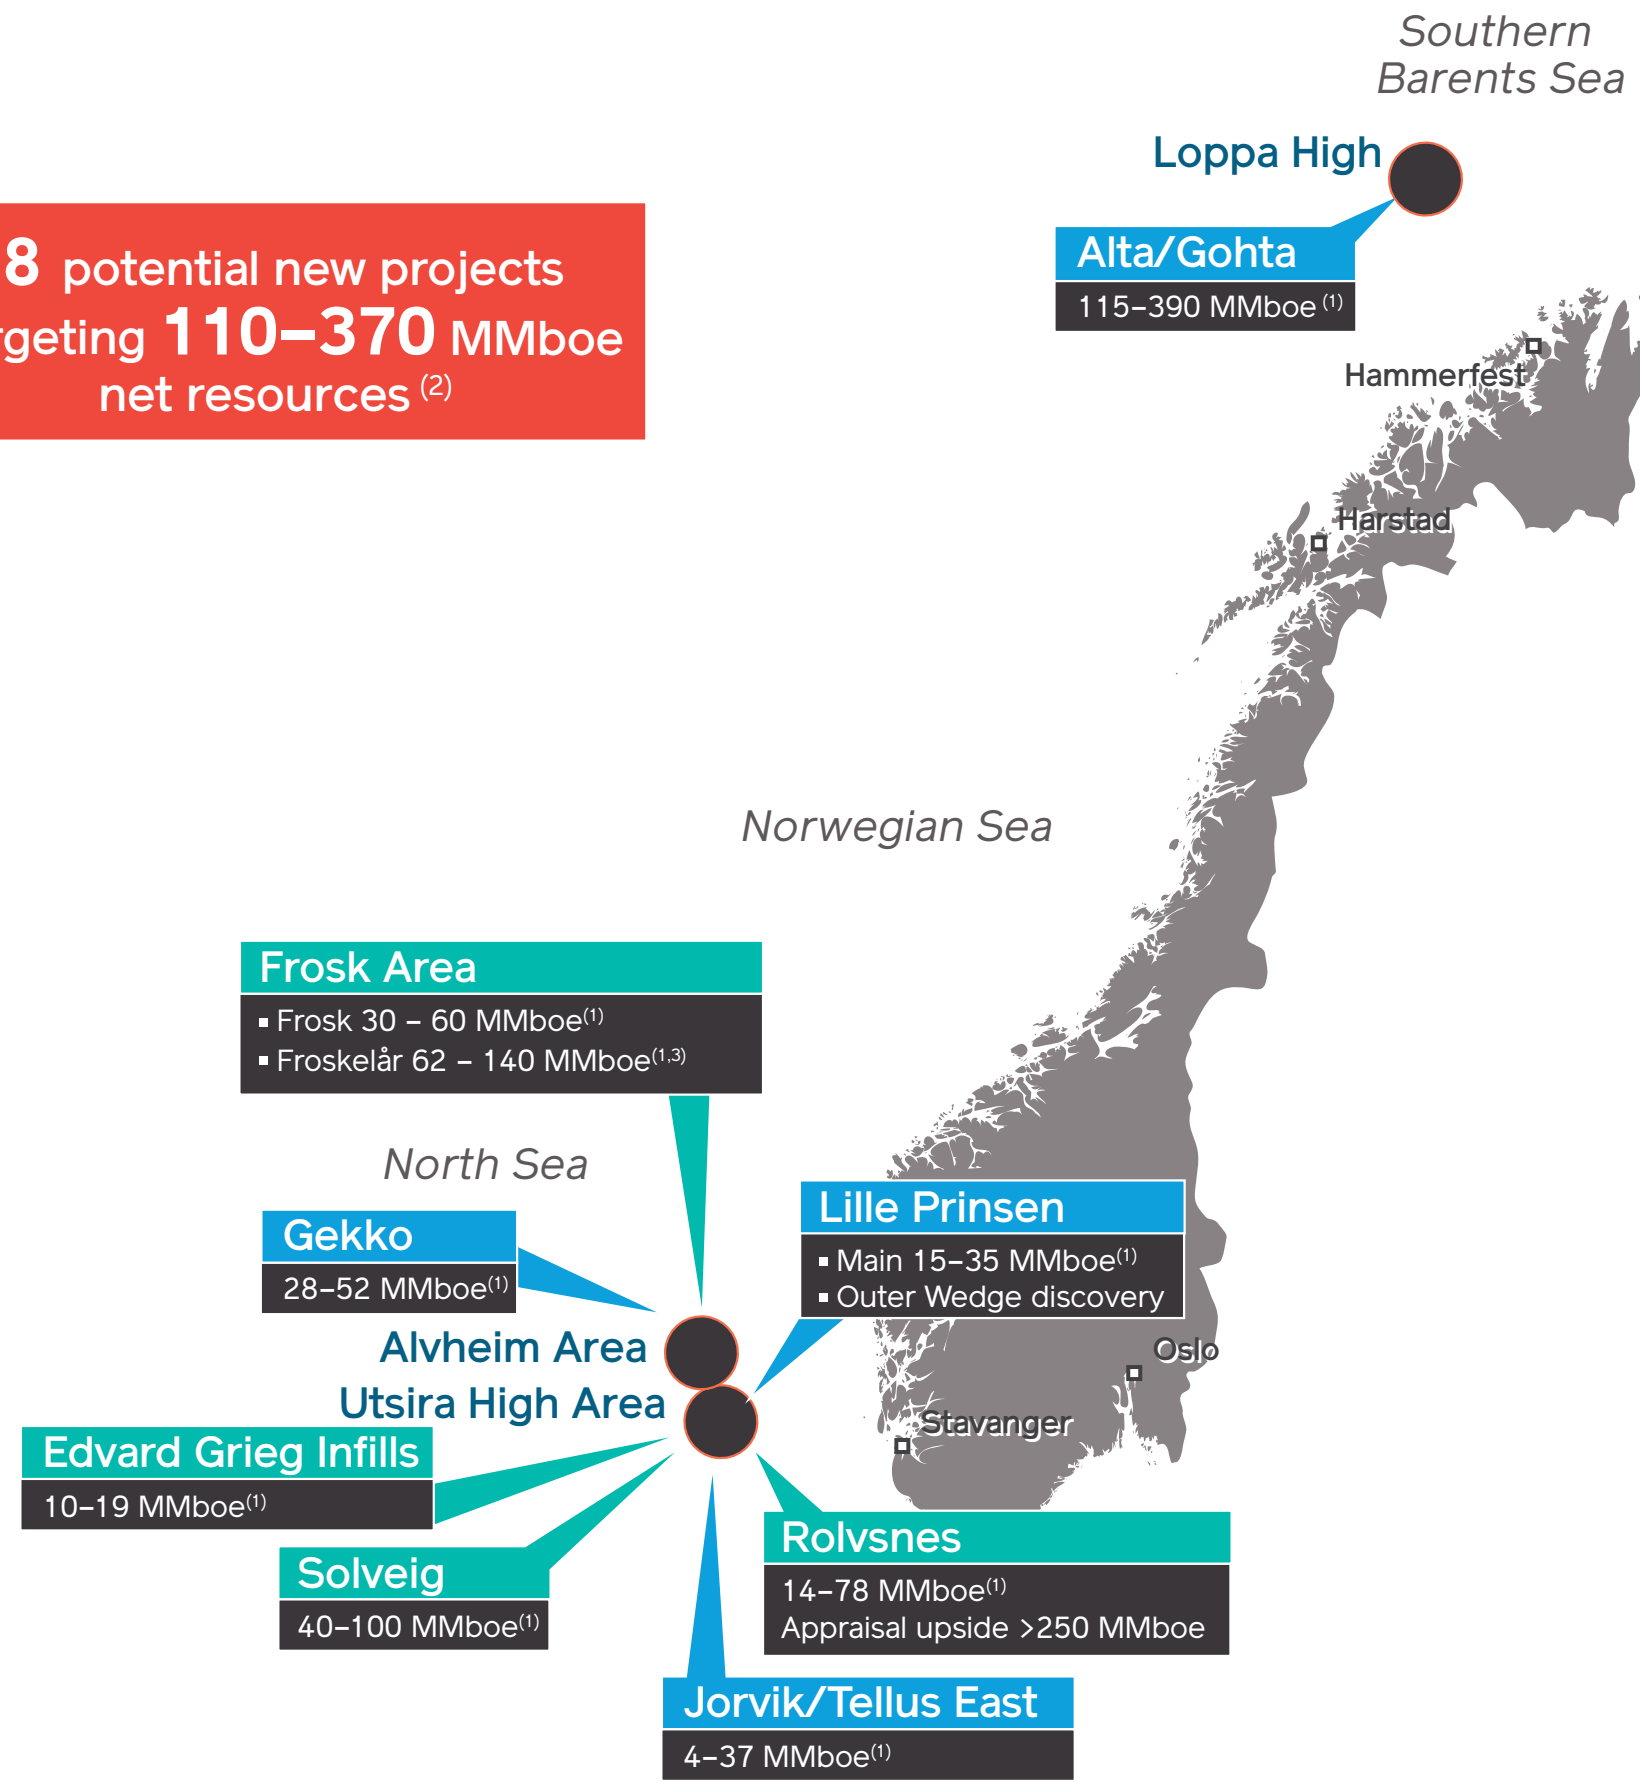 Southern
Barents Sea
Loppa High
Alta/Gohta
115–390 MMboe (1)
8 potential new projects
rgeting 110–370 MMboe
net resources (2)
Hammerfest
Harstad
Norwegian Sea
Frosk Area
▪ Frosk 30 – 60 MMboe(1)
▪ Froskelår 62 – 140 MMboe(1,3)
North Sea
Gekko
28–52 MMboe(1)
Lille Prinsen
▪ Main 15–35 MMboe(1)
▪ Outer Wedge discovery
Alvheim Area
Utsira High Area
Oslo
Stavanger
Edvard Grieg Infills
10–19 MMboe(1)
Solveig
40–100 MMboe(1)
Rolvsnes
14–78 MMboe(1)
Appraisal upside >250 MMboe
Jorvik/Tellus East
4–37 MMboe(1)